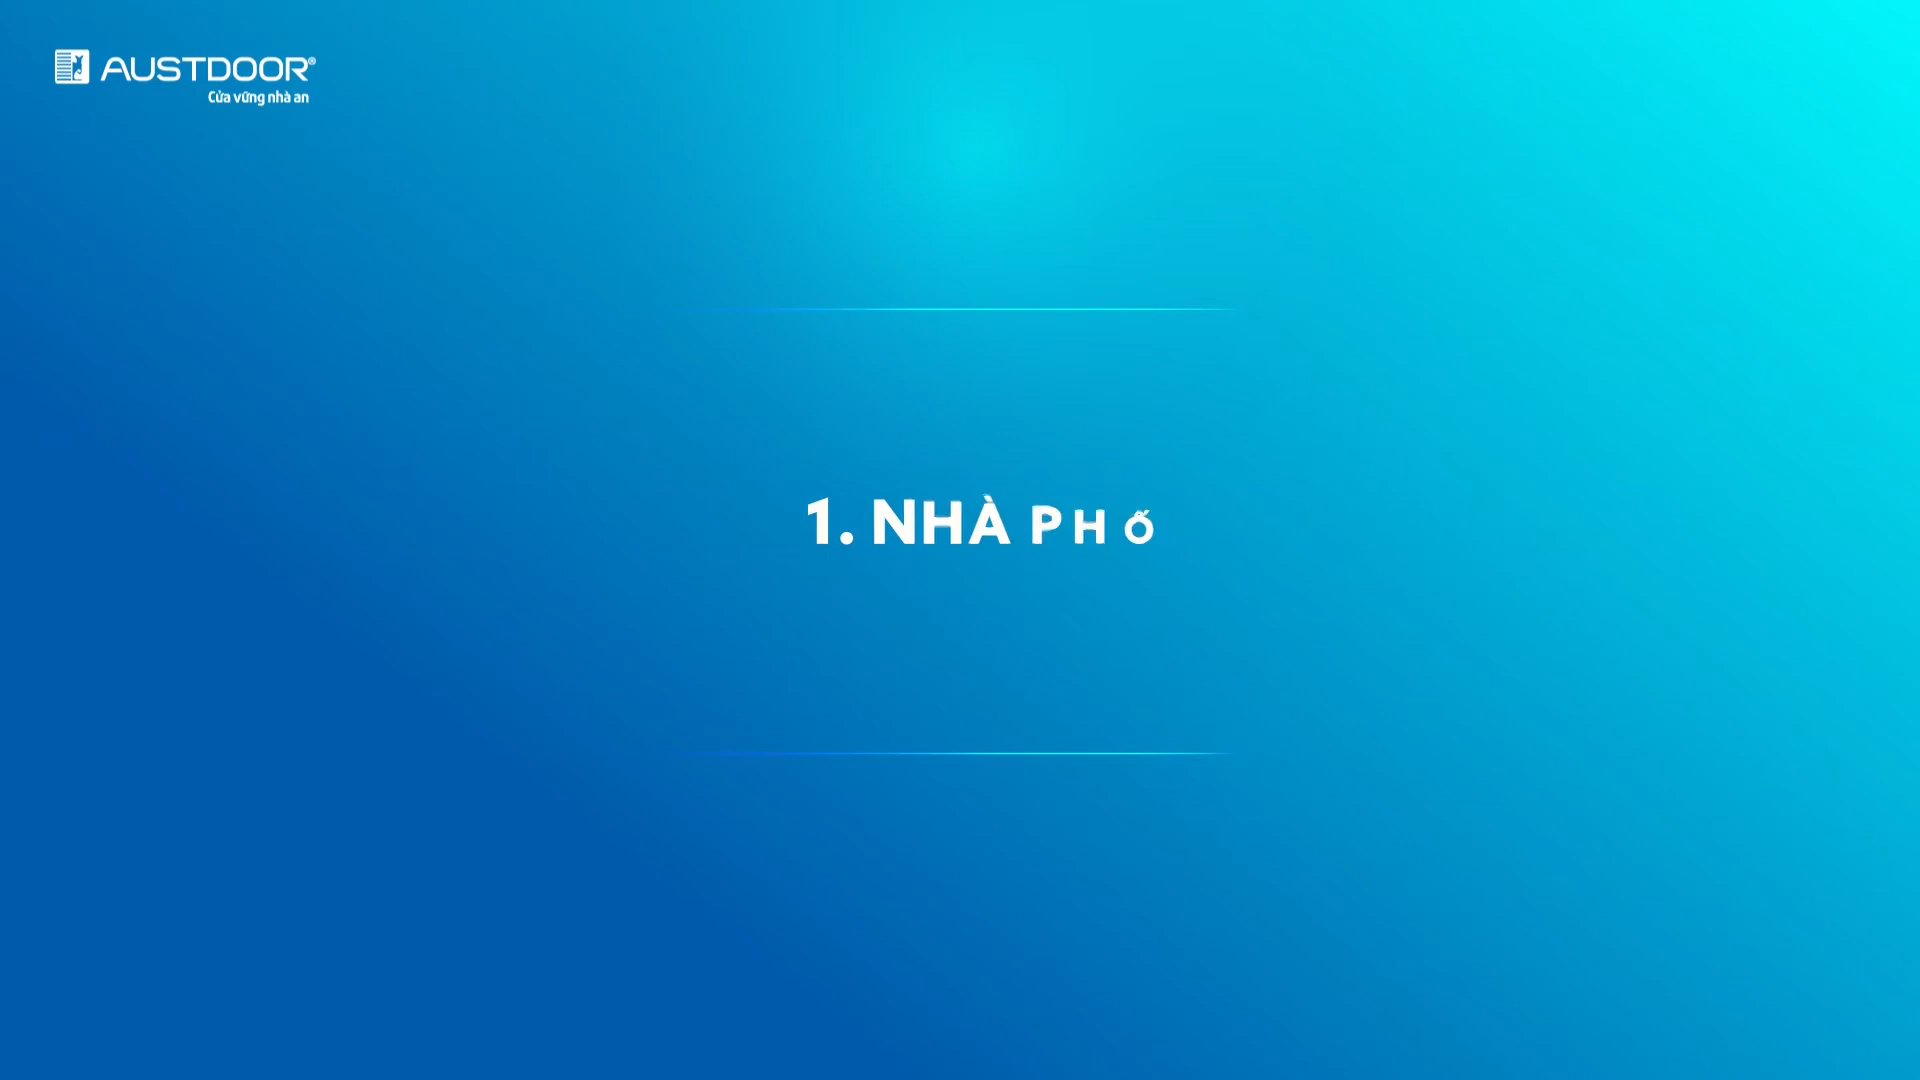 AUSTDOOR®
Cửa vững nhà an
1. NHÀ PHỐ